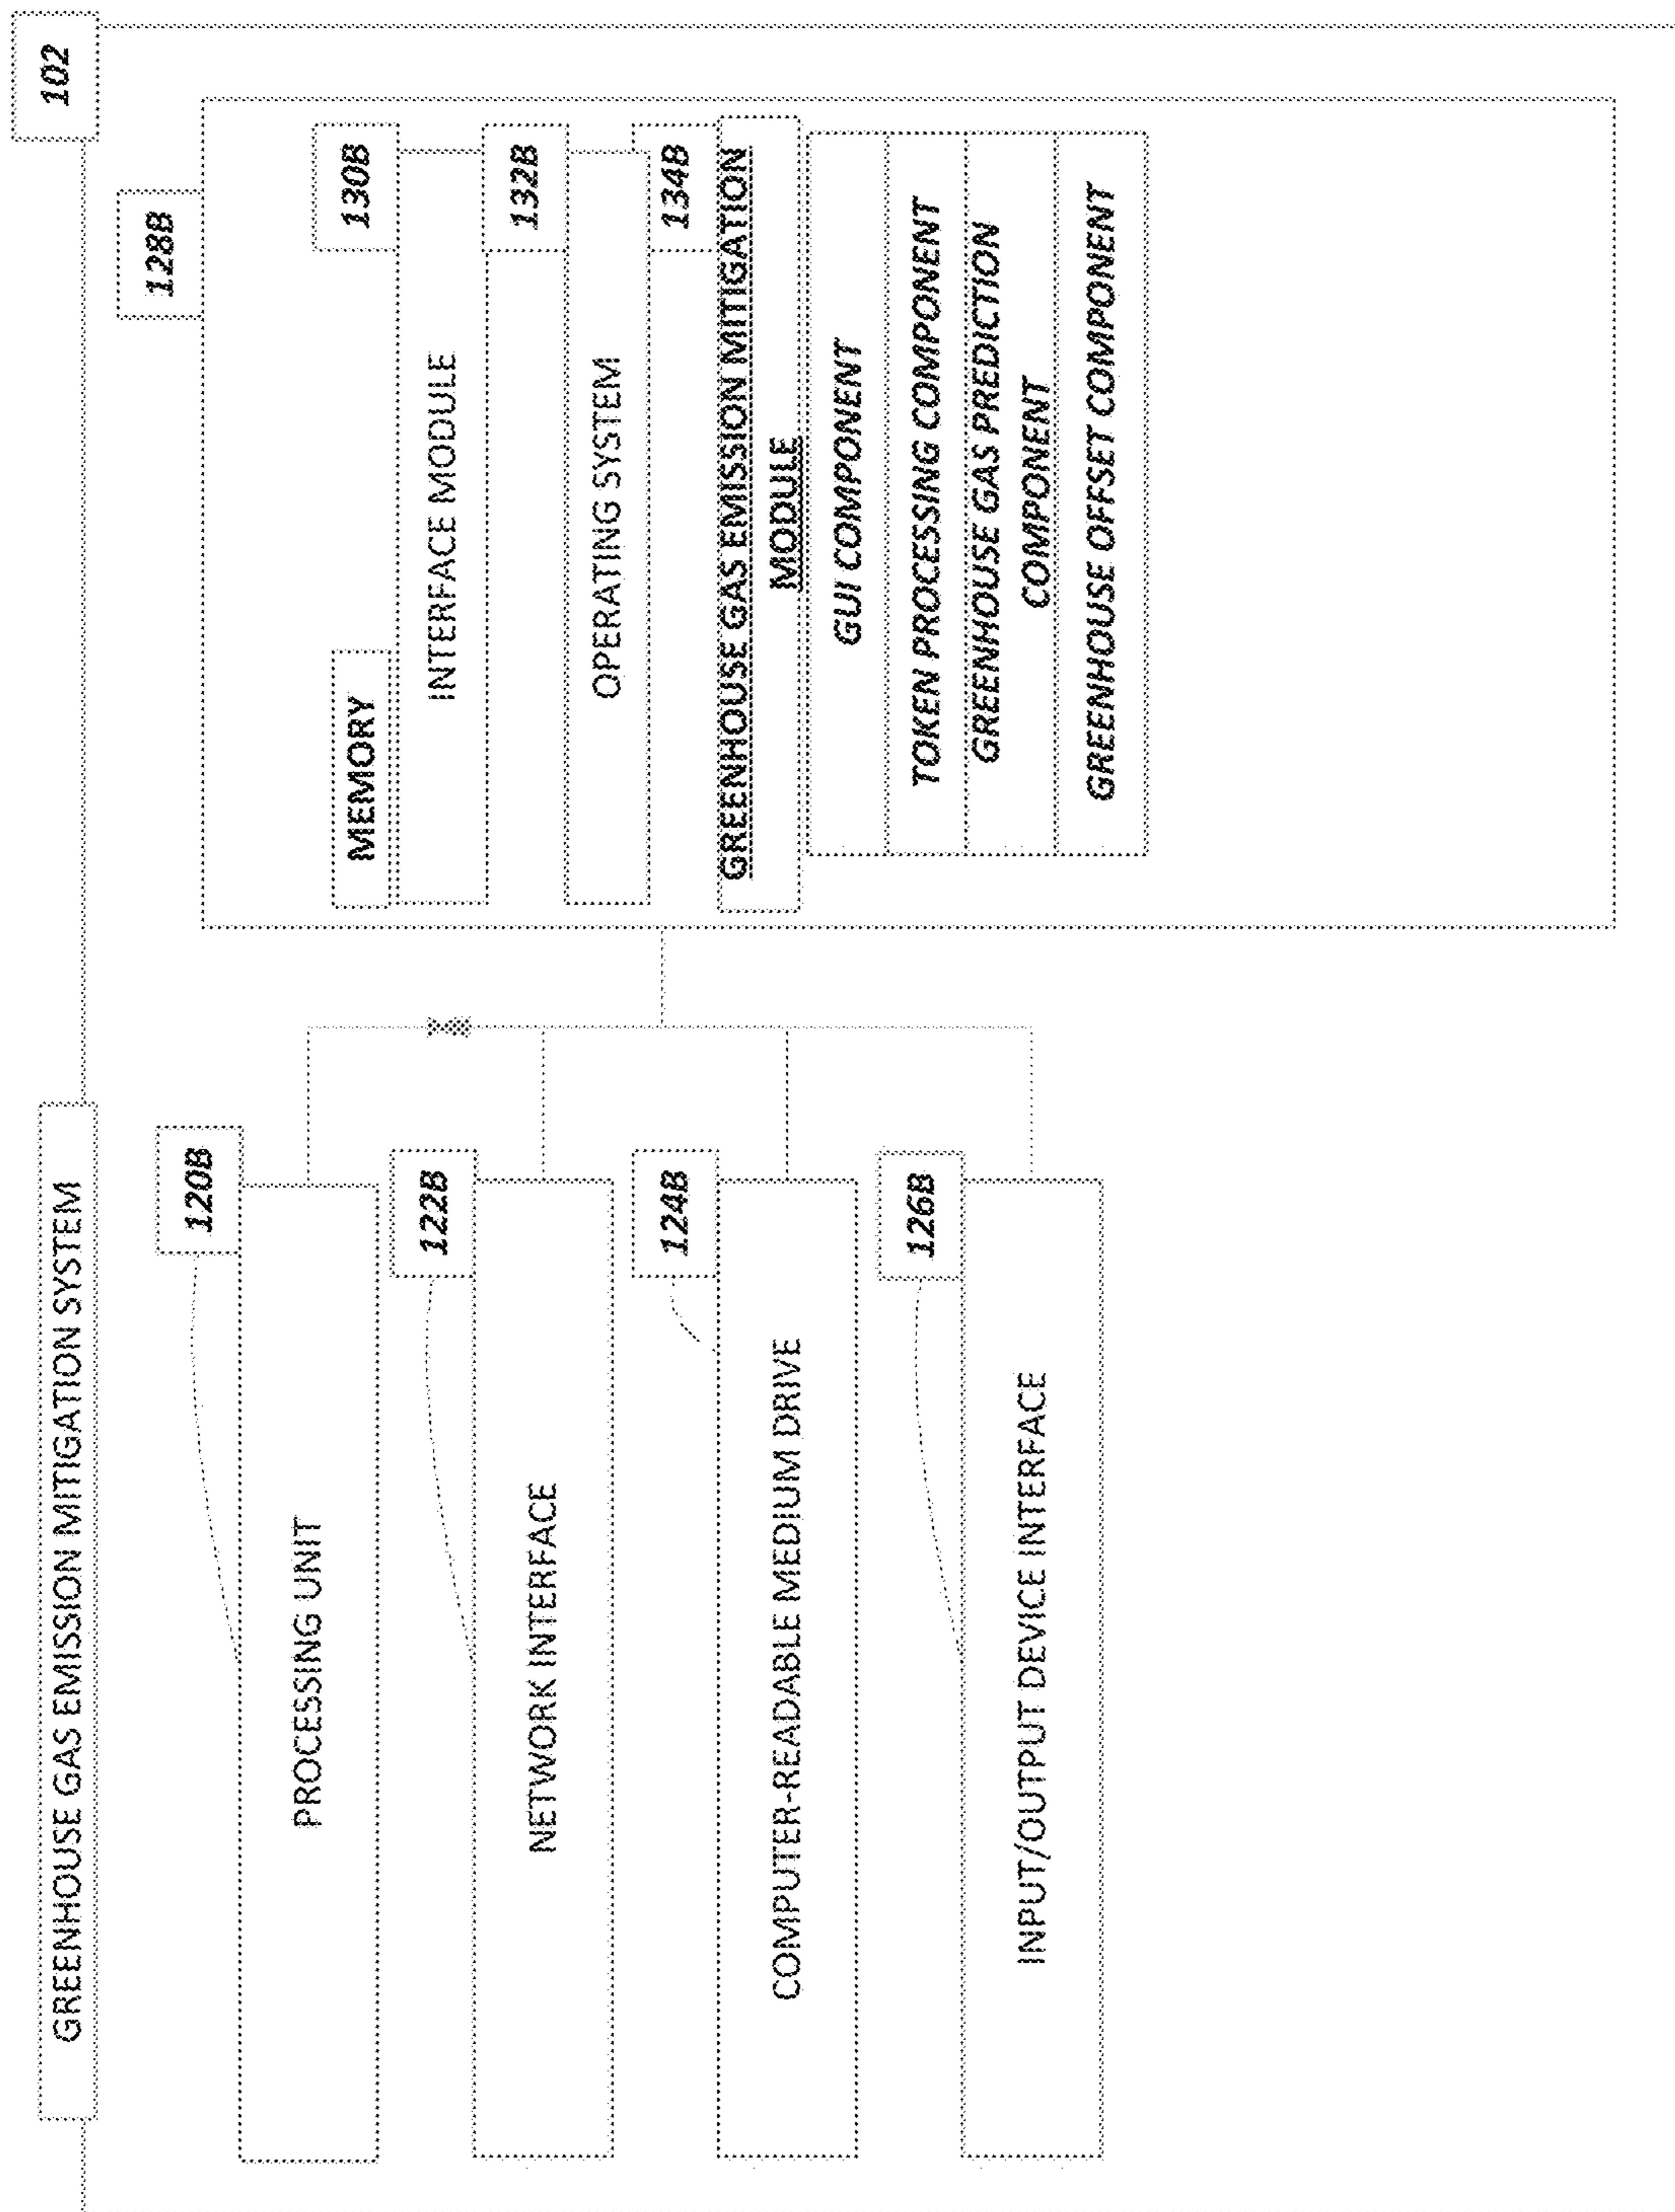 GREENHOUSE GAS EMISSION MITIGATION SYSTEM
102
120B
PROCESSING UNIT
122B
NETWORK INTERFACE
124B
COMPUTER-READABLE MEDIUM DRIVE
126B
INPUT/OUTPUT DEVICE INTERFACE
128B
MEMORY
130B
INTERFACE MODULE
132B
OPERATING SYSTEM
134B
GREENHOUSE GAS EMISSION MITIGATION
MODULE
GUI COMPONENT
TOKEN PROCESSING COMPONENT
GREENHOUSE GAS PREDICTION
COMPONENT
GREENHOUSE OFFSET COMPONENT